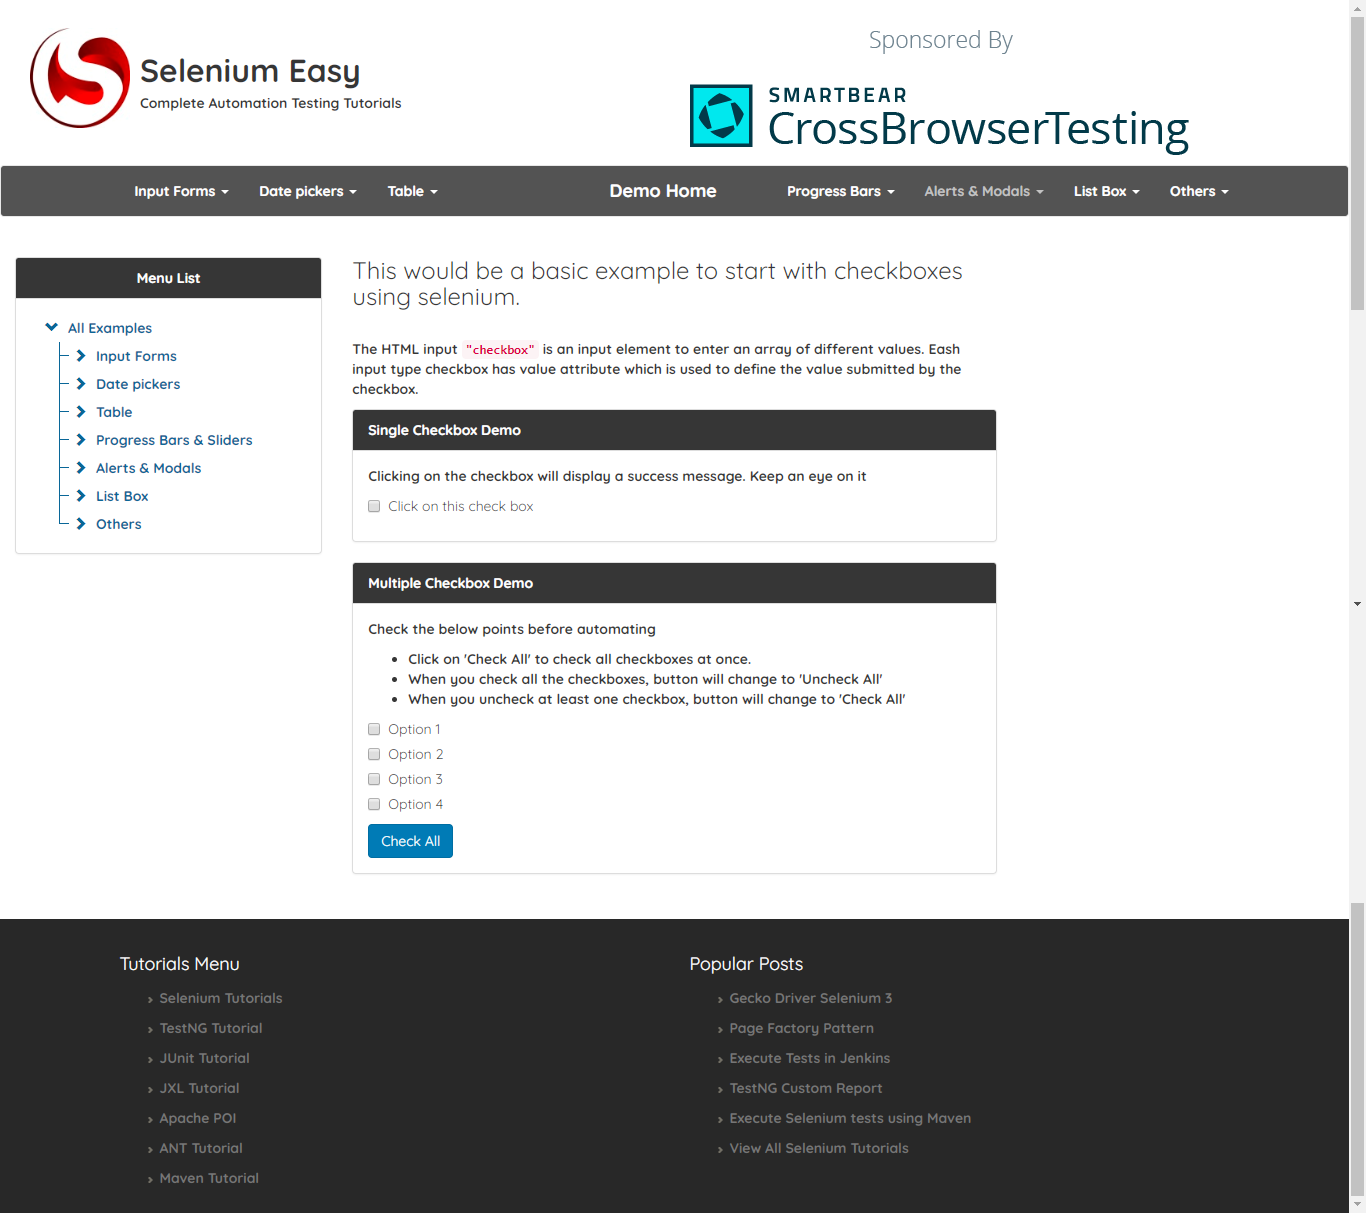 Selenium Easy
Complete Automation Testing Tutorials
Sponsored By
SMARTBEAR
CrossBrowserTesting
Input Forms
Date pickers
Table
Demo Home
Progress Bars
Alerts & Modals
List Box
Others
Menu List
All Examples
Input Forms
Date pickers
Table
Progress Bars & Sliders
Alerts & Modals
List Box
Others
This would be a basic example to start with checkboxes
using selenium.
The HTML input "checkbox" is an input element to enter an array of different values. Eash
input type checkbox has value attribute which is used to define the value submitted by the
checkbox.
Single Checkbox Demo
Clicking on the checkbox will display a success message. Keep an eye on it
Click on this check box
Multiple Checkbox Demo
Check the below points before automating
• Click on 'Check All' to check all checkboxes at once.
• When you check all the checkboxes, button will change to 'Uncheck All'
• When you uncheck at least one checkbox, button will change to 'Check All'
Option 1
Option 2
Option 3
Option 4
Check All
Tutorials Menu
› Selenium Tutorials
› TestNG Tutorial
› JUnit Tutorial
› JXL Tutorial
› Apache POI
› ANT Tutorial
› Maven Tutorial
Popular Posts
› Gecko Driver Selenium 3
› Page Factory Pattern
› Execute Tests in Jenkins
› TestNG Custom Report
› Execute Selenium tests using Maven
› View All Selenium Tutorials